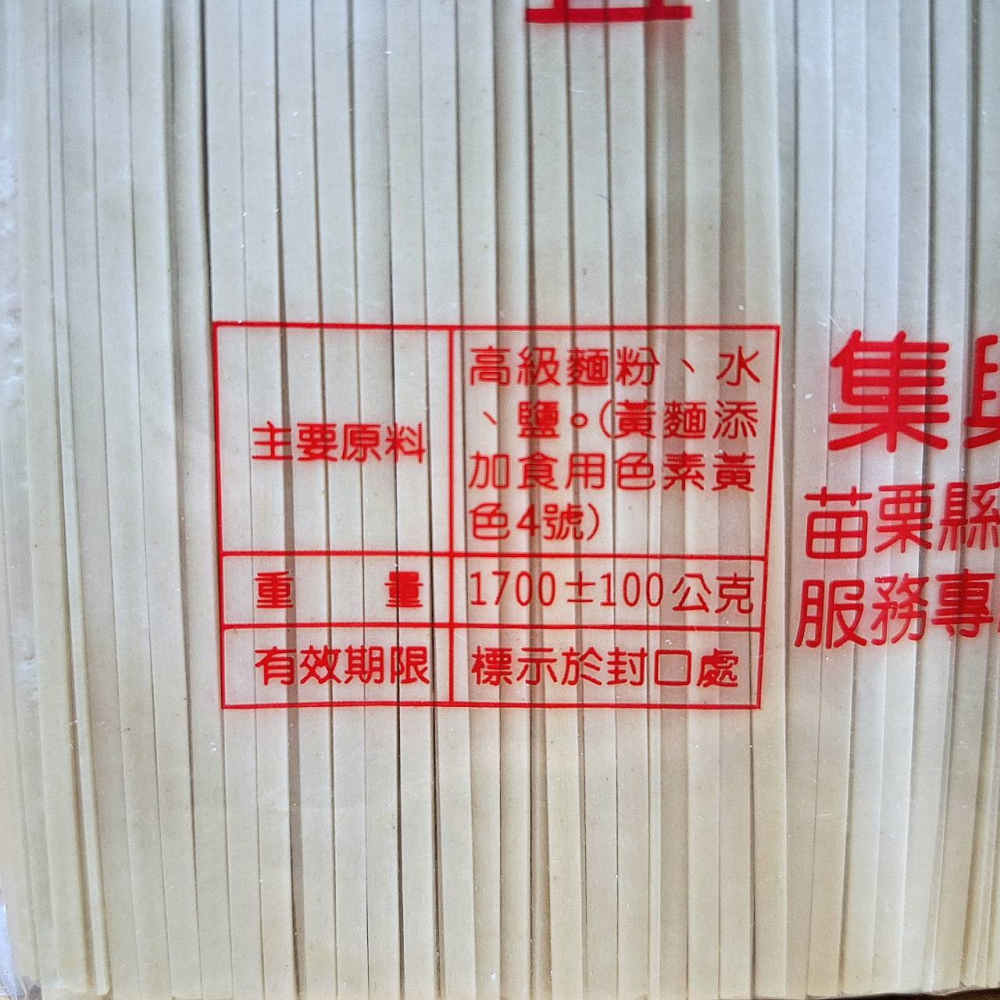 主要原料
高級麵粉、水
、鹽。(黃麵添
加食用色素黃
色4號)
重 量
1700±100公克
有效期限
標示於封口處
集
苗栗縣
服務專